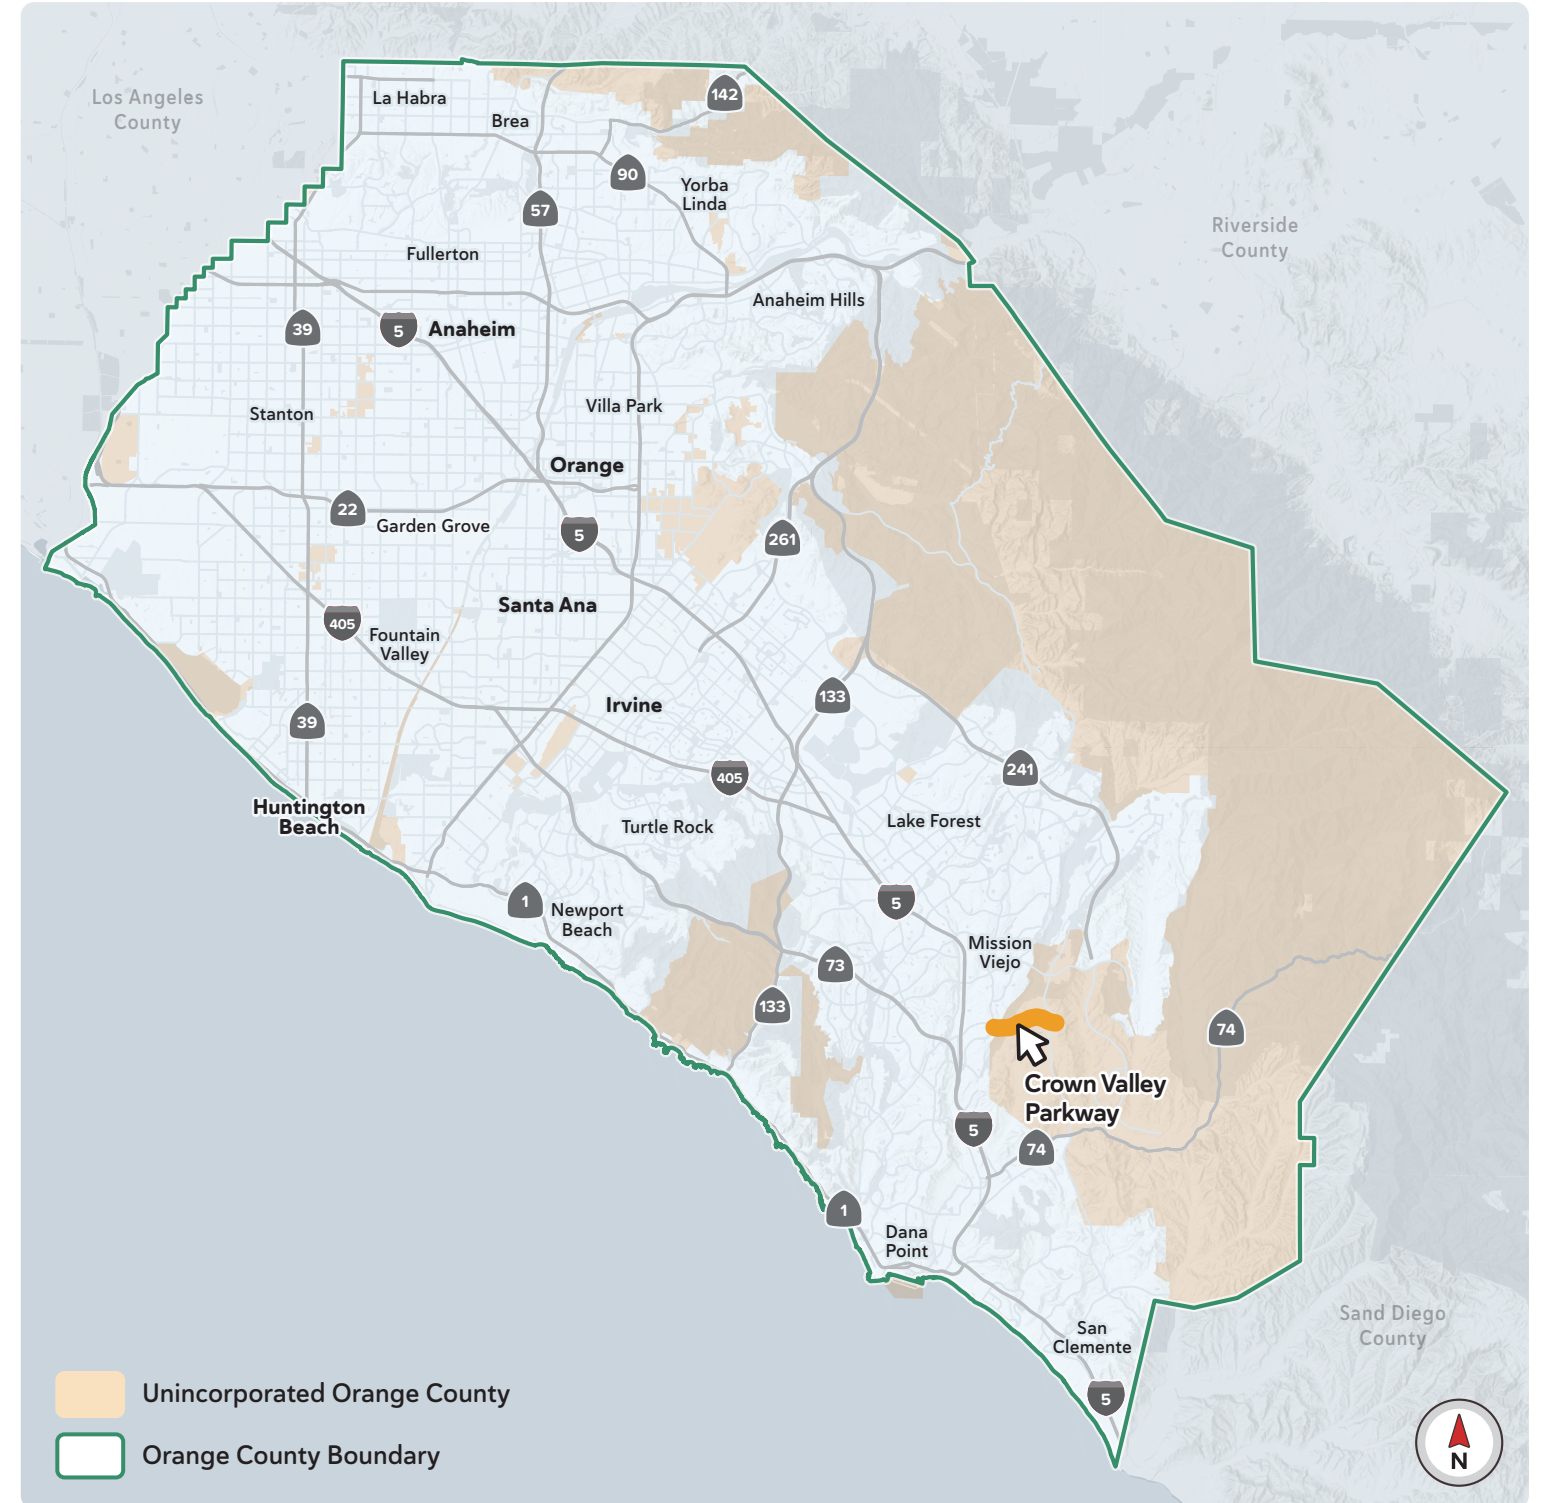 La Habra
142
Los Angeles
County
Brea
90
Yorba
Linda
57
Riverside
County
Fullerton
Anaheim Hills
39
5
Anaheim
Stanton
Villa Park
Orange
22
Garden Grove
5
261
Santa Ana
405
Fountain
Valley
133
Irvine
39
241
405
Huntington
Beach
Turtle Rock
Lake Forest
1
Newport
Beach
5
Mission
Viejo
73
133
74
Crown Valley
Parkway
5
74
1
Dana
Point
Sand Diego
County
San
Clemente
5
Unincorporated Orange County
Orange County Boundary
N